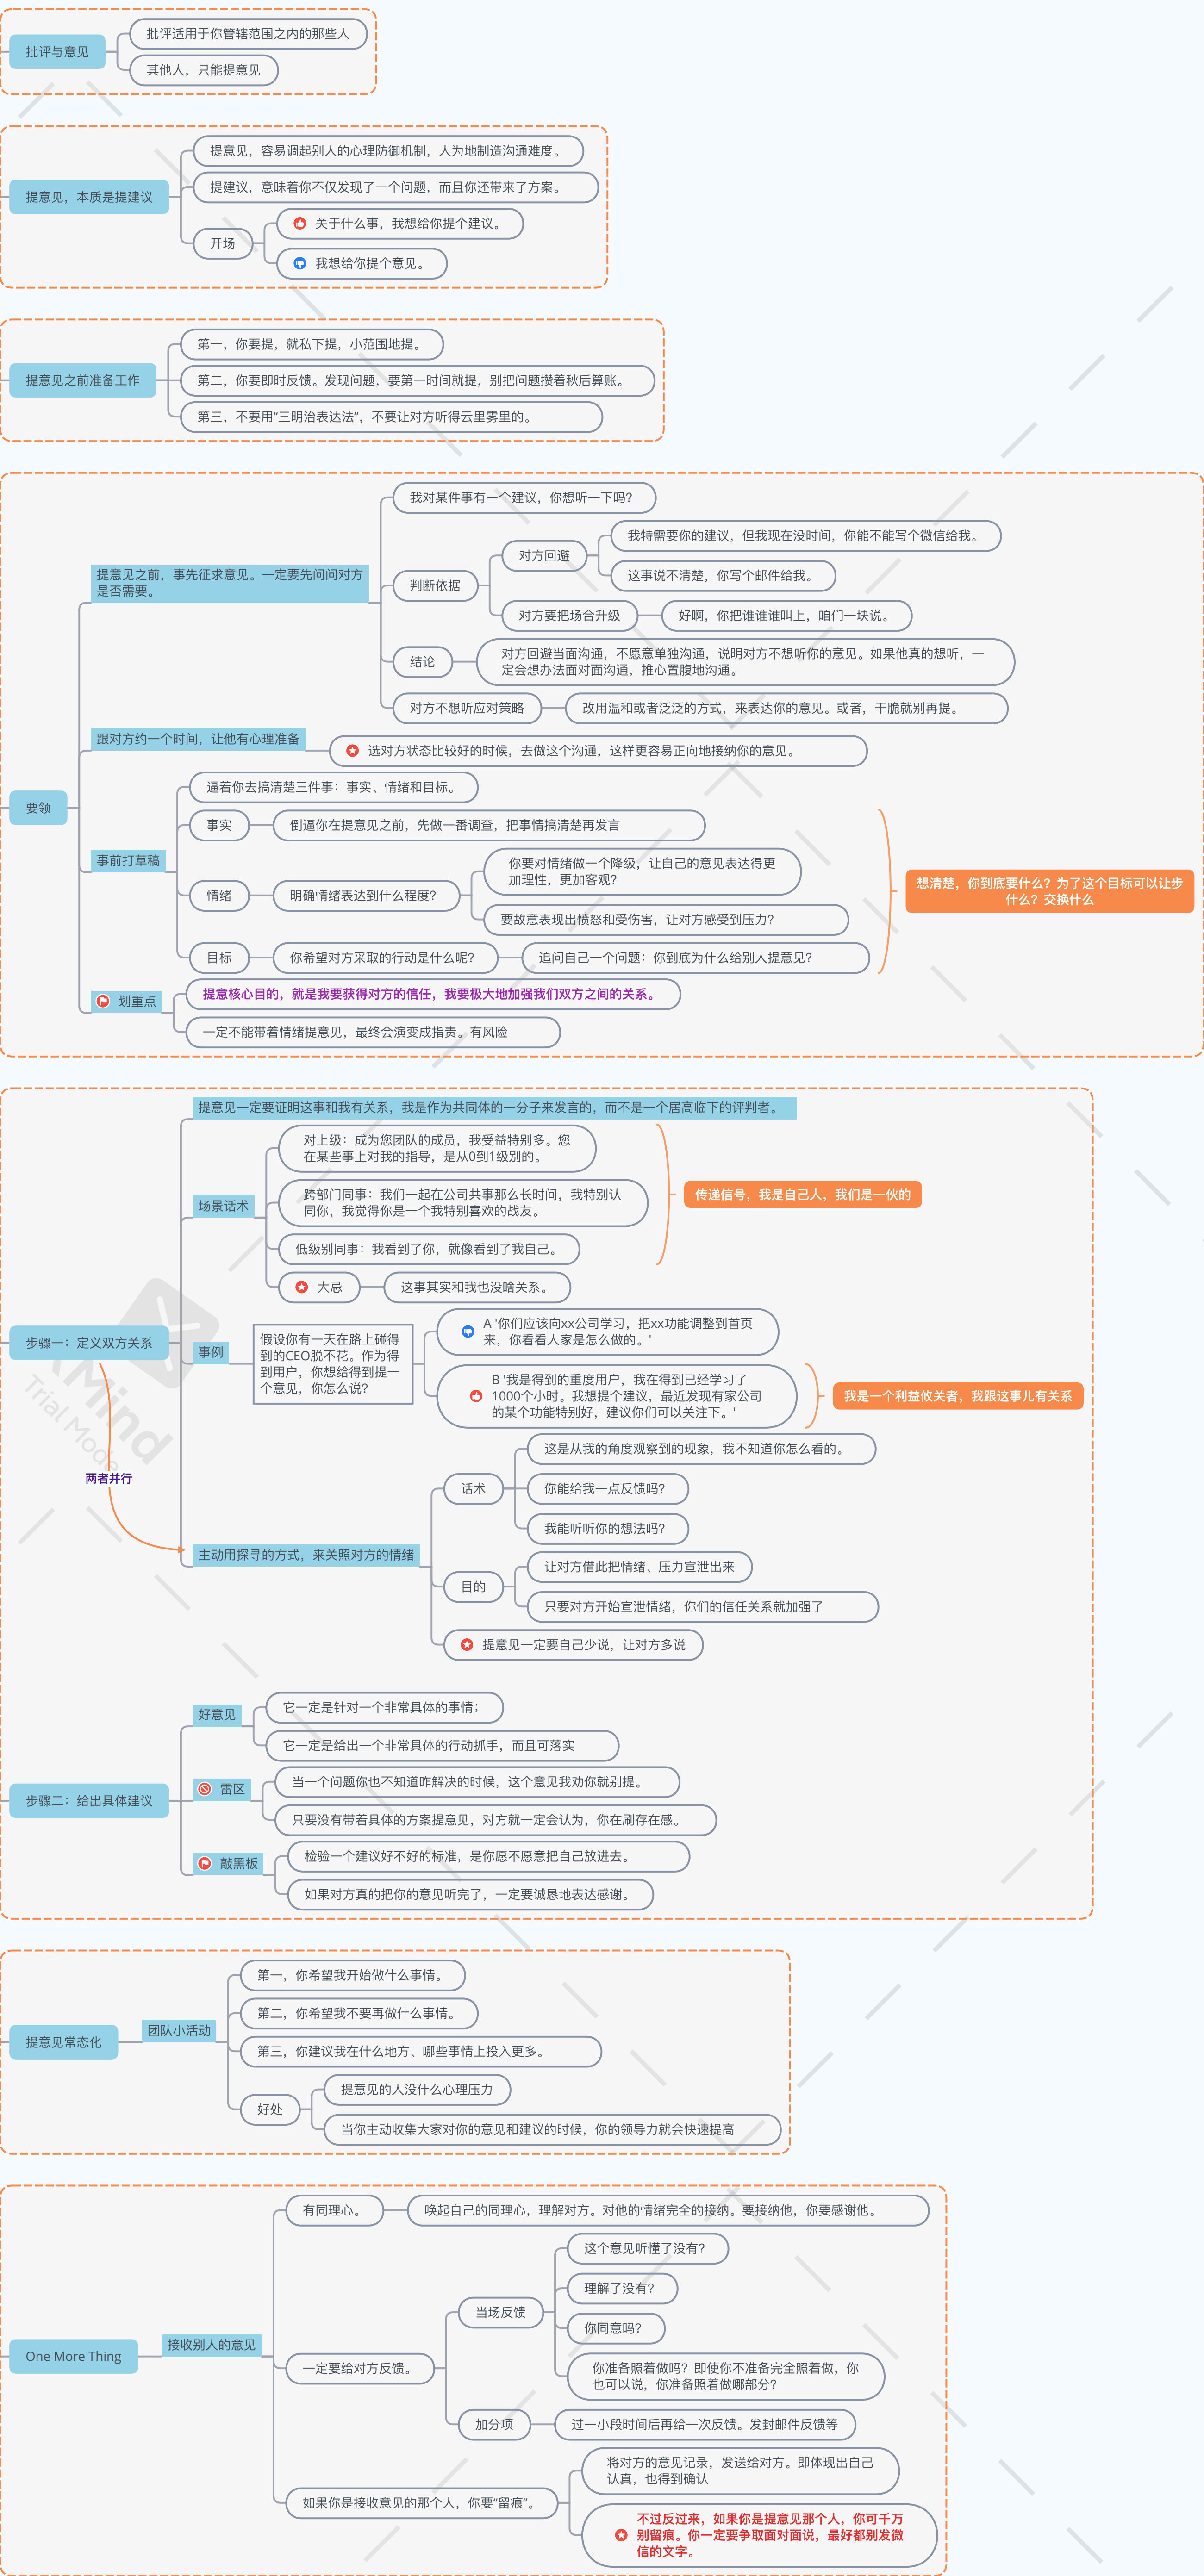 批评与意见
批评适用于你管辖范围之内的那些人
其他人，只能提意见
提意见，本质是提建议
提意见，容易调起别人的心理防御机制，人为地制造沟通难度。
提建议，意味着你不仅发现了一个问题，而且你还带来了方案。
开场
关于什么事，我想给你提个建议。
我想给你提个意见。
提意见之前准备工作
第一，你要提，就私下提，小范围地提。
第二，你要即时反馈。发现问题，要第一时间就提，别把问题攒着秋后算账。
第三，不要用“三明治表达法”，不要让对方听得云里雾里的。
要领
提意见之前，事先征求意见。一定要先问问对方
是否需要。
我对某件事有一个建议，你想听一下吗？
判断依据
对方回避
我特需要你的建议，但我现在没时间，你能不能写个微信给我。
这事说不清楚，你写个邮件给我。
对方要把场合升级
好啊，你把谁谁谁叫上，咱们一块说。
结论
对方回避当面沟通，不愿意单独沟通，说明对方不想听你的意见。如果他真的想听，一
定会想办法面对面沟通，推心置腹地沟通。
对方不想听应对策略
改用温和或者泛泛的方式，来表达你的意见。或者，干脆就别再提。
跟对方约一个时间，让他有心理准备
选对方状态比较好的时候，去做这个沟通，这样更容易正向地接纳你的意见。
事前打草稿
逼着你去搞清楚三件事：事实、情绪和目标。
事实
倒逼你在提意见之前，先做一番调查，把事情搞清楚再发言
情绪
明确情绪表达到什么程度？
你要对情绪做一个降级，让自己的意见表达得更
加理性，更加客观？
要故意表现出愤怒和受伤害，让对方感受到压力？
目标
你希望对方采取的行动是什么呢？
追问自己一个问题：你到底为什么给别人提意见？
想清楚，你到底要什么？为了这个目标可以让步
什么？交换什么
划重点
提意核心目的，就是我要获得对方的信任，我要极大地加强我们双方之间的关系。
一定不能带着情绪提意见，最终会演变成指责。有风险
步骤一：定义双方关系
提意见一定要证明这事和我有关系，我是作为共同体的一分子来发言的，而不是一个居高临下的评判者。
场景话术
对上级：成为您团队的成员，我受益特别多。您
在某些事上对我的指导，是从0到1级别的。
跨部门同事：我们一起在公司共事那么长时间，我特别认
同你，我觉得你是一个我特别喜欢的战友。
低级别同事：我看到了你，就像看到了我自己。
传递信号，我是自己人，我们是一伙的
大忌
这事其实和我也没啥关系。
事例
假设你有一天在路上碰得
到的CEO脱不花。作为得
到用户，你想给得到提一
个意见，你怎么说？
A '你们应该向xx公司学习，把xx功能调整到首页
来，你看看人家是怎么做的。'
B '我是得到的重度用户，我在得到已经学习了
1000个小时。我想提个建议，最近发现有家公司
的某个功能特别好，建议你们可以关注下。'
我是一个利益攸关者，我跟这事儿有关系
XMind
Trial Mode
两者并行
主动用探寻的方式，来关照对方的情绪
话术
这是从我的角度观察到的现象，我不知道你怎么看的。
你能给我一点反馈吗？
我能听听你的想法吗？
目的
让对方借此把情绪、压力宣泄出来
只要对方开始宣泄情绪，你们的信任关系就加强了
提意见一定要自己少说，让对方多说
步骤二：给出具体建议
好意见
它一定是针对一个非常具体的事情；
它一定是给出一个非常具体的行动抓手，而且可落实
雷区
当一个问题你也不知道咋解决的时候，这个意见我劝你就别提。
只要没有带着具体的方案提意见，对方就一定会认为，你在刷存在感。
敲黑板
检验一个建议好不好的标准，是你愿不愿意把自己放进去。
如果对方真的把你的意见听完了，一定要诚恳地表达感谢。
提意见常态化
团队小活动
第一，你希望我开始做什么事情。
第二，你希望我不要再做什么事情。
第三，你建议我在什么地方、哪些事情上投入更多。
好处
提意见的人没什么心理压力
当你主动收集大家对你的意见和建议的时候，你的领导力就会快速提高
One More Thing
接收别人的意见
有同理心。
唤起自己的同理心，理解对方。对他的情绪完全的接纳。要接纳他，你要感谢他。
一定要给对方反馈。
当场反馈
这个意见听懂了没有？
理解了没有？
你同意吗？
你准备照着做吗？即使你不准备完全照着做，你
也可以说，你准备照着做哪部分？
加分项
过一小段时间后再给一次反馈。发封邮件反馈等
如果你是接收意见的那个人，你要“留痕”。
将对方的意见记录，发送给对方。即体现出自己
认真，也得到确认
不过反过来，如果你是提意见那个人，你可千万
别留痕。你一定要争取面对面说，最好都别发微
信的文字。